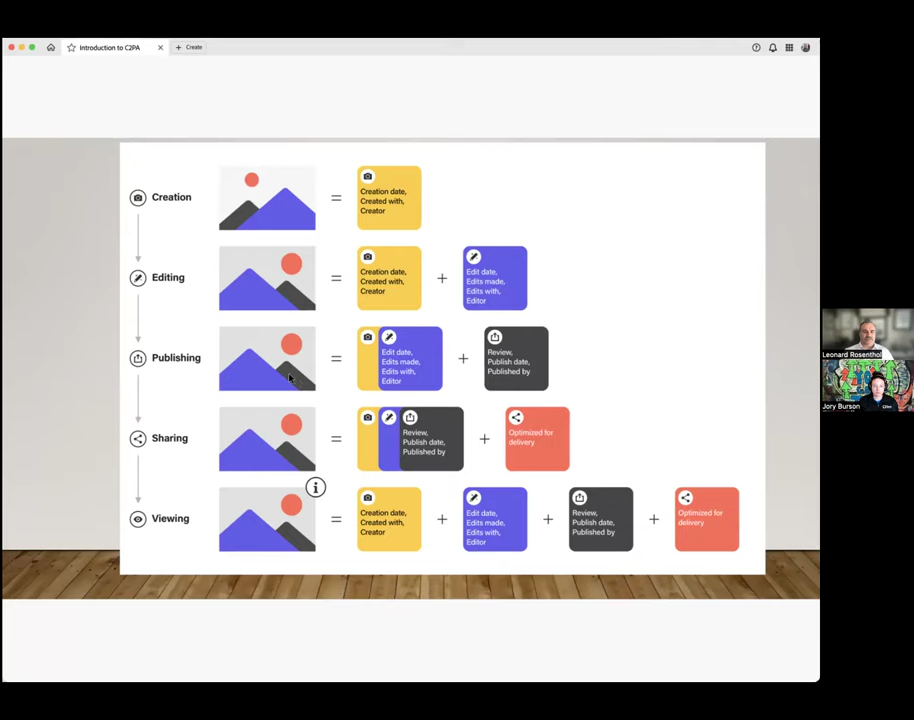 Introduction to C2PA
Create
Creation
Creation date,
Created with,
Creator
Editing
Creation date,
Created with,
Creator
Edit date,
Edits made,
Edits with,
Editor
Publishing
Edit date,
Edits made,
Edits with,
Editor
Review,
Publish date,
Published by
Sharing
Review,
Publish date,
Published by
Optimized for
delivery
Viewing
Creation date,
Created with,
Creator
Edit date,
Edits made,
Edits with,
Editor
Review,
Publish date,
Published by
Optimized for
delivery
Leonard Rosenthol
Jory Burson